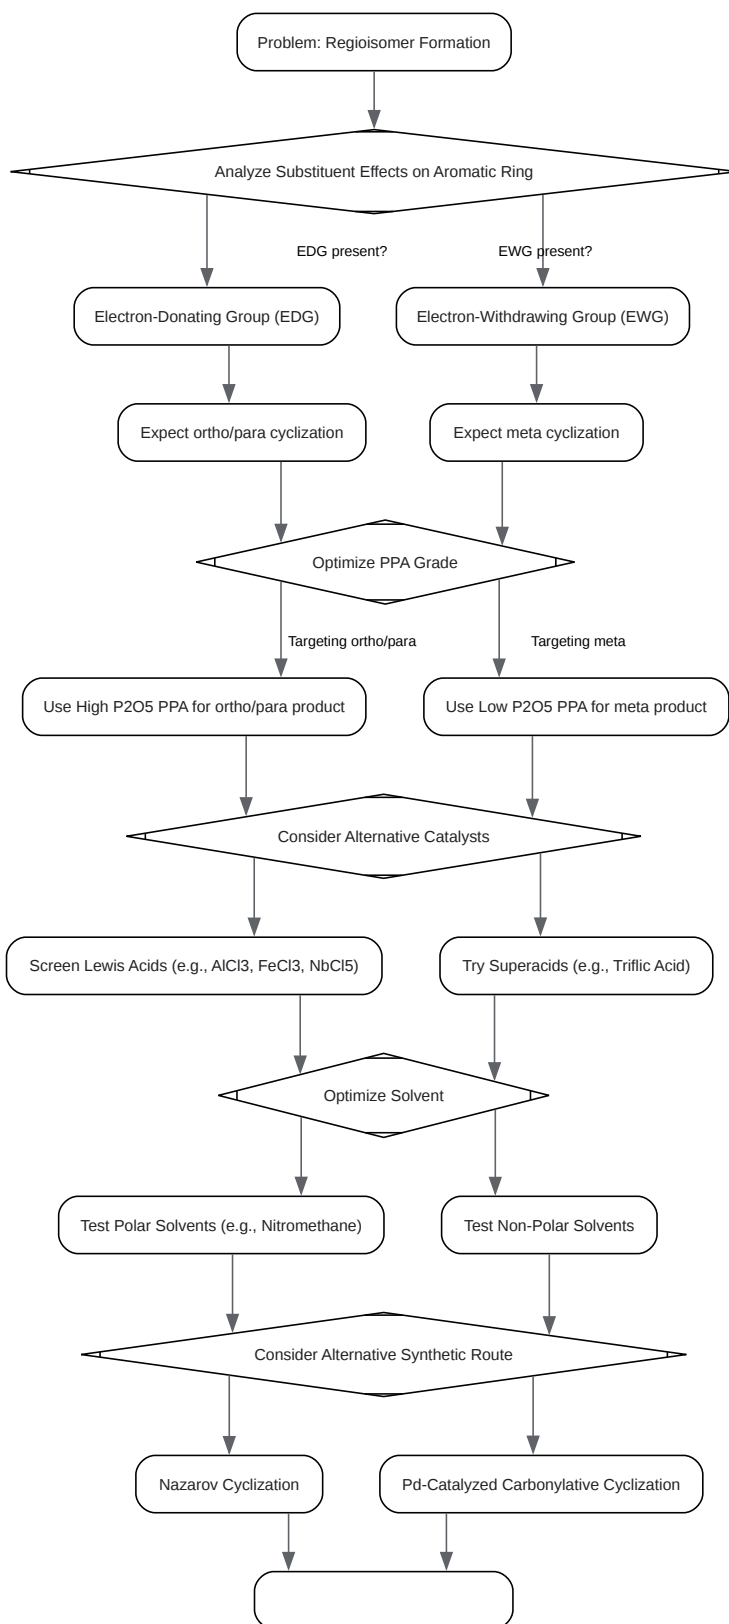 Problem: Regioisomer Formation
Analyze Substituent Effects on Aromatic Ring
EDG present?
EWG present?
Electron-Donating Group (EDG)
Electron-Withdrawing Group (EWG)
Expect ortho/para cyclization
Expect meta cyclization
Optimize PPA Grade
Targeting ortho/para
Targeting meta
Use High P2O5 PPA for ortho/para product
Use Low P2O5 PPA for meta product
Consider Alternative Catalysts
Screen Lewis Acids (e.g., AlCl3, FeCl3, NbCl5)
Try Superacids (e.g., Triflic Acid)
Optimize Solvent
Test Polar Solvents (e.g., Nitromethane)
Test Non-Polar Solvents
Consider Alternative Synthetic Route
Nazarov Cyclization
Pd-Catalyzed Carbonylative Cyclization